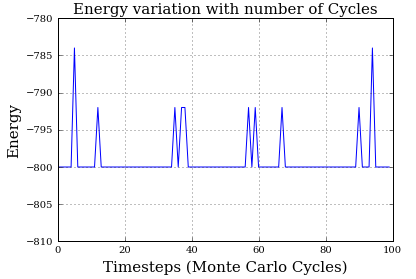 Energy variation with number of Cycles
−780
−785
−790
−795
−800
−805
−810
Energy
0 20 40 60 80 100
Timesteps (Monte Carlo Cycles)